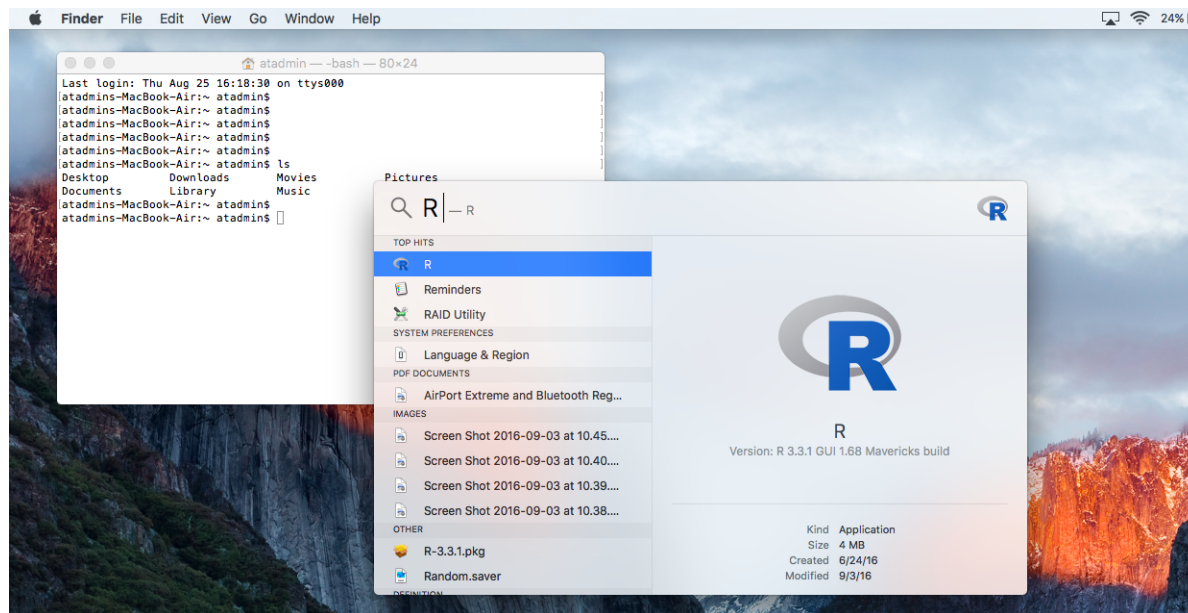 Finder File Edit View Go Window Help 24%
atadmin — -bash — 80×24
Last login: Thu Aug 25 16:18:30 on ttys000
[atadmins-MacBook-Air:~ atadmin$ ]
[atadmins-MacBook-Air:~ atadmin$ ]
[atadmins-MacBook-Air:~ atadmin$ ]
[atadmins-MacBook-Air:~ atadmin$ ]
[atadmins-MacBook-Air:~ atadmin$ ]
[atadmins-MacBook-Air:~ atadmin$ ls ]
Desktop Downloads Movies Pictures
Documents Library Music
[atadmins-MacBook-Air:~ atadmin$
atadmins-MacBook-Air:~ atadmin$
R — R
TOP HITS
R
Reminders
RAID Utility
SYSTEM PREFERENCES
Language & Region
PDF DOCUMENTS
AirPort Extreme and Bluetooth Reg...
IMAGES
Screen Shot 2016-09-03 at 10.45....
Screen Shot 2016-09-03 at 10.40....
Screen Shot 2016-09-03 at 10.39....
Screen Shot 2016-09-03 at 10.38....
OTHER
R-3.3.1.pkg
Random.saver
DEFINITION
R
R
R
Version: R 3.3.1 GUI 1.68 Mavericks build
Kind Application
Size 4 MB
Created 6/24/16
Modified 9/3/16